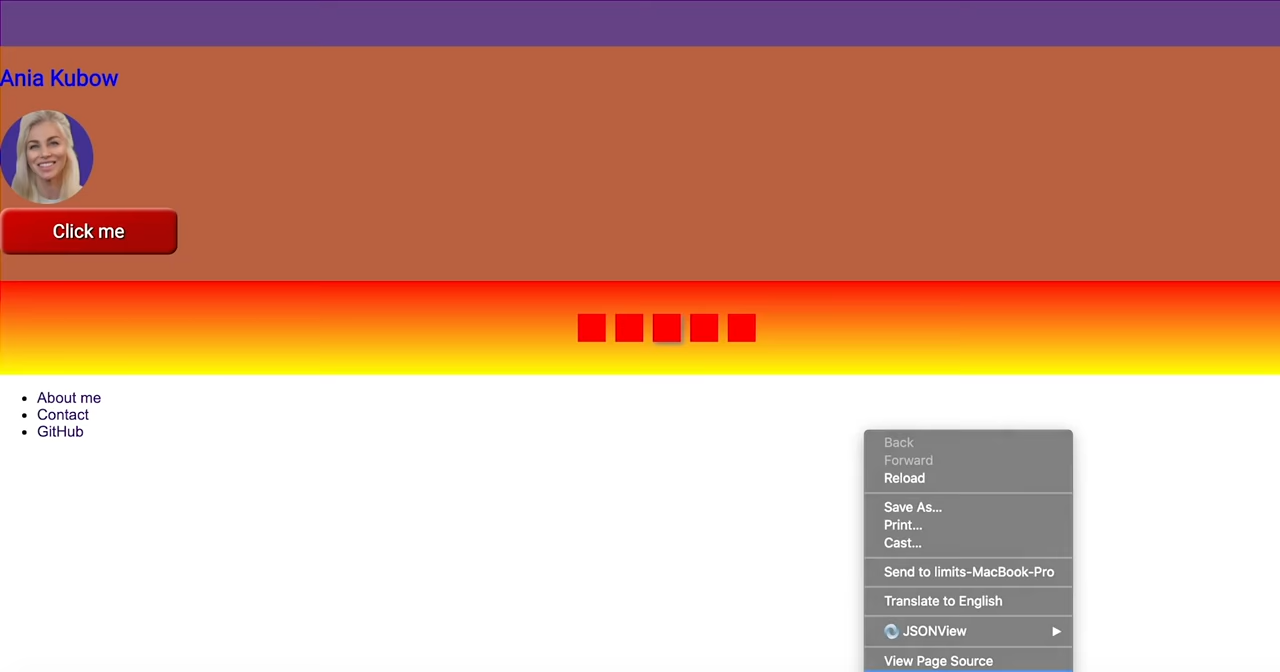 Ania Kubow
Click me
About me
Contact
GitHub
Back
Forward
Reload
Save As...
Print...
Cast...
Send to limits-MacBook-Pro
Translate to English
JSONView
View Page Source